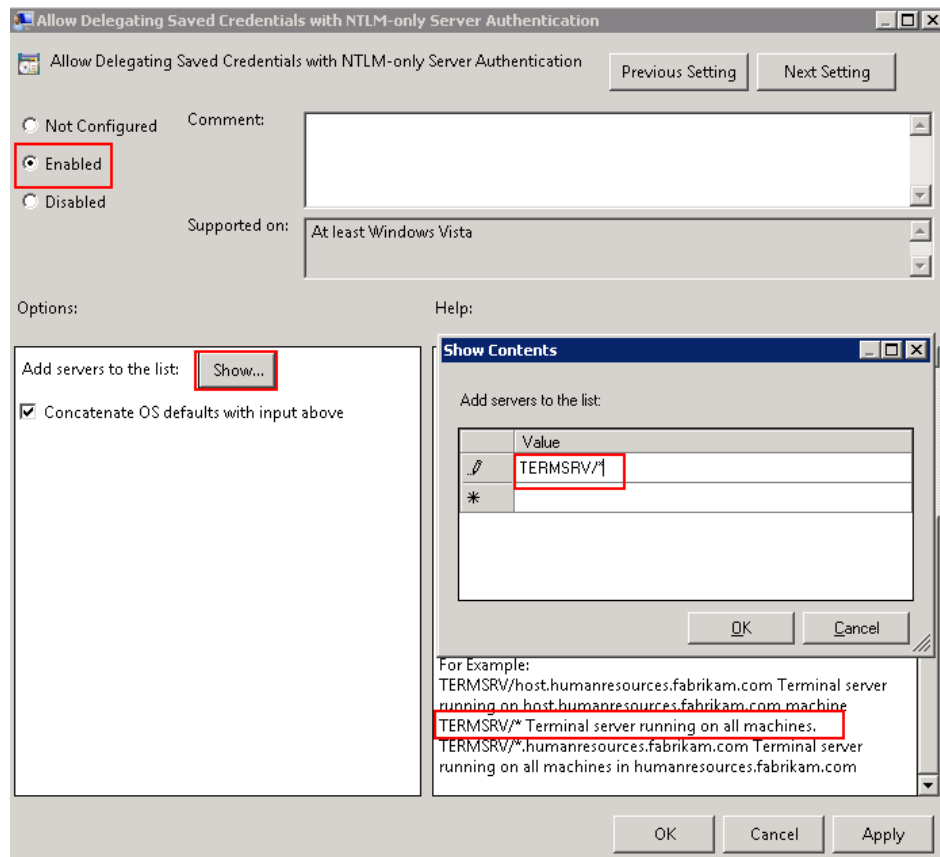 Allow Delegating Saved Credentials with NTLM-only Server Authentication
Allow Delegating Saved Credentials with NTLM-only Server Authentication
Previous Setting
Next Setting
Not Configured
Comment:
Enabled
Disabled
Supported on:
At least Windows Vista
Options:
Help:
Add servers to the list:
Show...
Concatenate OS defaults with input above
Show Contents
Add servers to the list:
Value
TERMSRV/*
OK
Cancel
For Example:
TERMSRV/host.humanresources.fabrikam.com Terminal server
running on host.humanresources.fabrikam.com machine
TERMSRV/* Terminal server running on all machines.
TERMSRV/*.humanresources.fabrikam.com Terminal server
running on all machines in humanresources.fabrikam.com
OK
Cancel
Apply